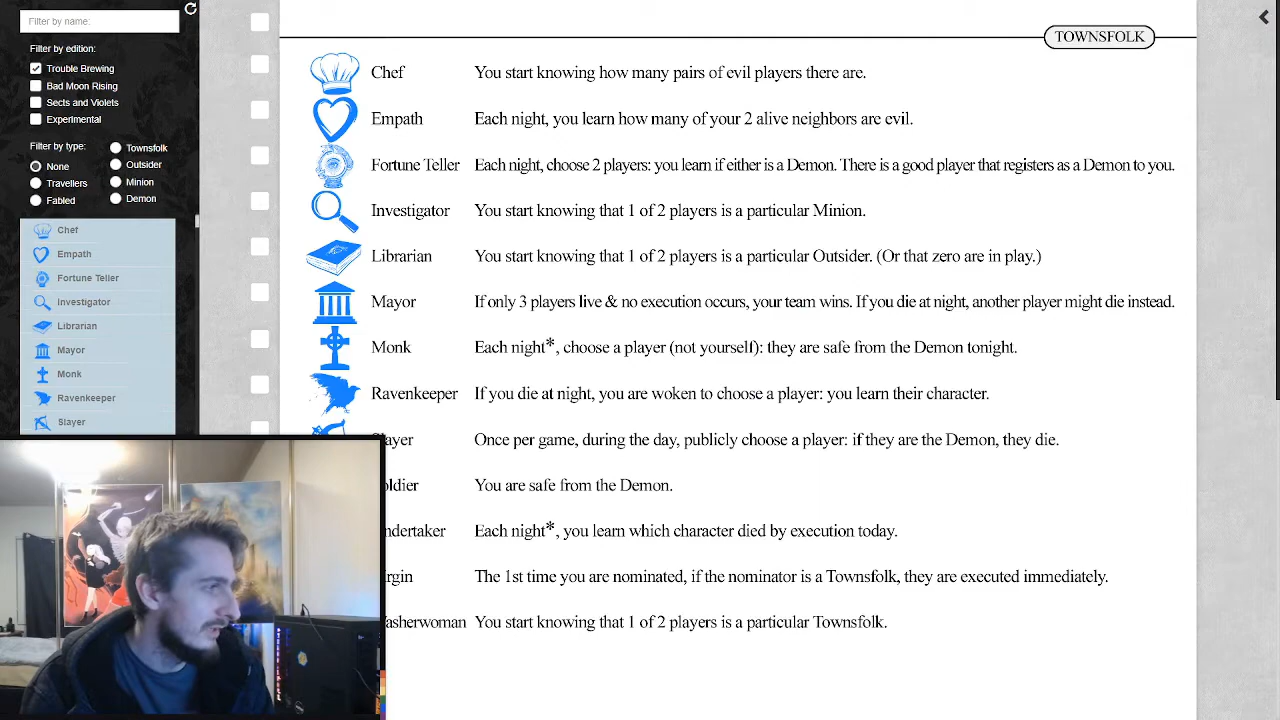 Filter by name:
Filter by edition:
Trouble Brewing
Bad Moon Rising
Sects and Violets
Experimental
Filter by type:
Townsfolk
None
Outsider
Travellers
Minion
Fabled
Demon
Chef
Empath
Fortune Teller
Investigator
Librarian
Mayor
Monk
Ravenkeeper
Slayer
TOWNSFOLK
Chef You start knowing how many pairs of evil players there are.
Empath Each night, you learn how many of your 2 alive neighbors are evil.
Fortune Teller Each night, choose 2 players: you learn if either is a Demon. There is a good player that registers as a Demon to you.
Investigator You start knowing that 1 of 2 players is a particular Minion.
Librarian You start knowing that 1 of 2 players is a particular Outsider. (Or that zero are in play.)
Mayor If only 3 players live & no execution occurs, your team wins. If you die at night, another player might die instead.
Monk Each night*, choose a player (not yourself): they are safe from the Demon tonight.
Ravenkeeper If you die at night, you are woken to choose a player: you learn their character.
Slayer Once per game, during the day, publicly choose a player: if they are the Demon, they die.
oldier You are safe from the Demon.
ndertaker Each night*, you learn which character died by execution today.
irgin The 1st time you are nominated, if the nominator is a Townsfolk, they are executed immediately.
asherwoman You start knowing that 1 of 2 players is a particular Townsfolk.